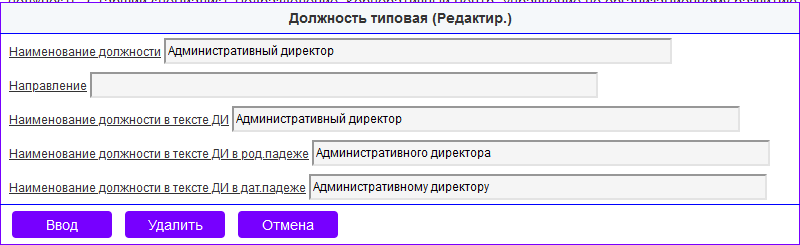 Должность типовая (Редактир.)
Наименование должности Административный директор
Направление
Наименование должности в тексте ДИ Административный директор
Наименование должности в тексте ДИ в род.падеже Административного директора
Наименование должности в тексте ДИ в дат.падеже Административному директору
Ввод Удалить Отмена